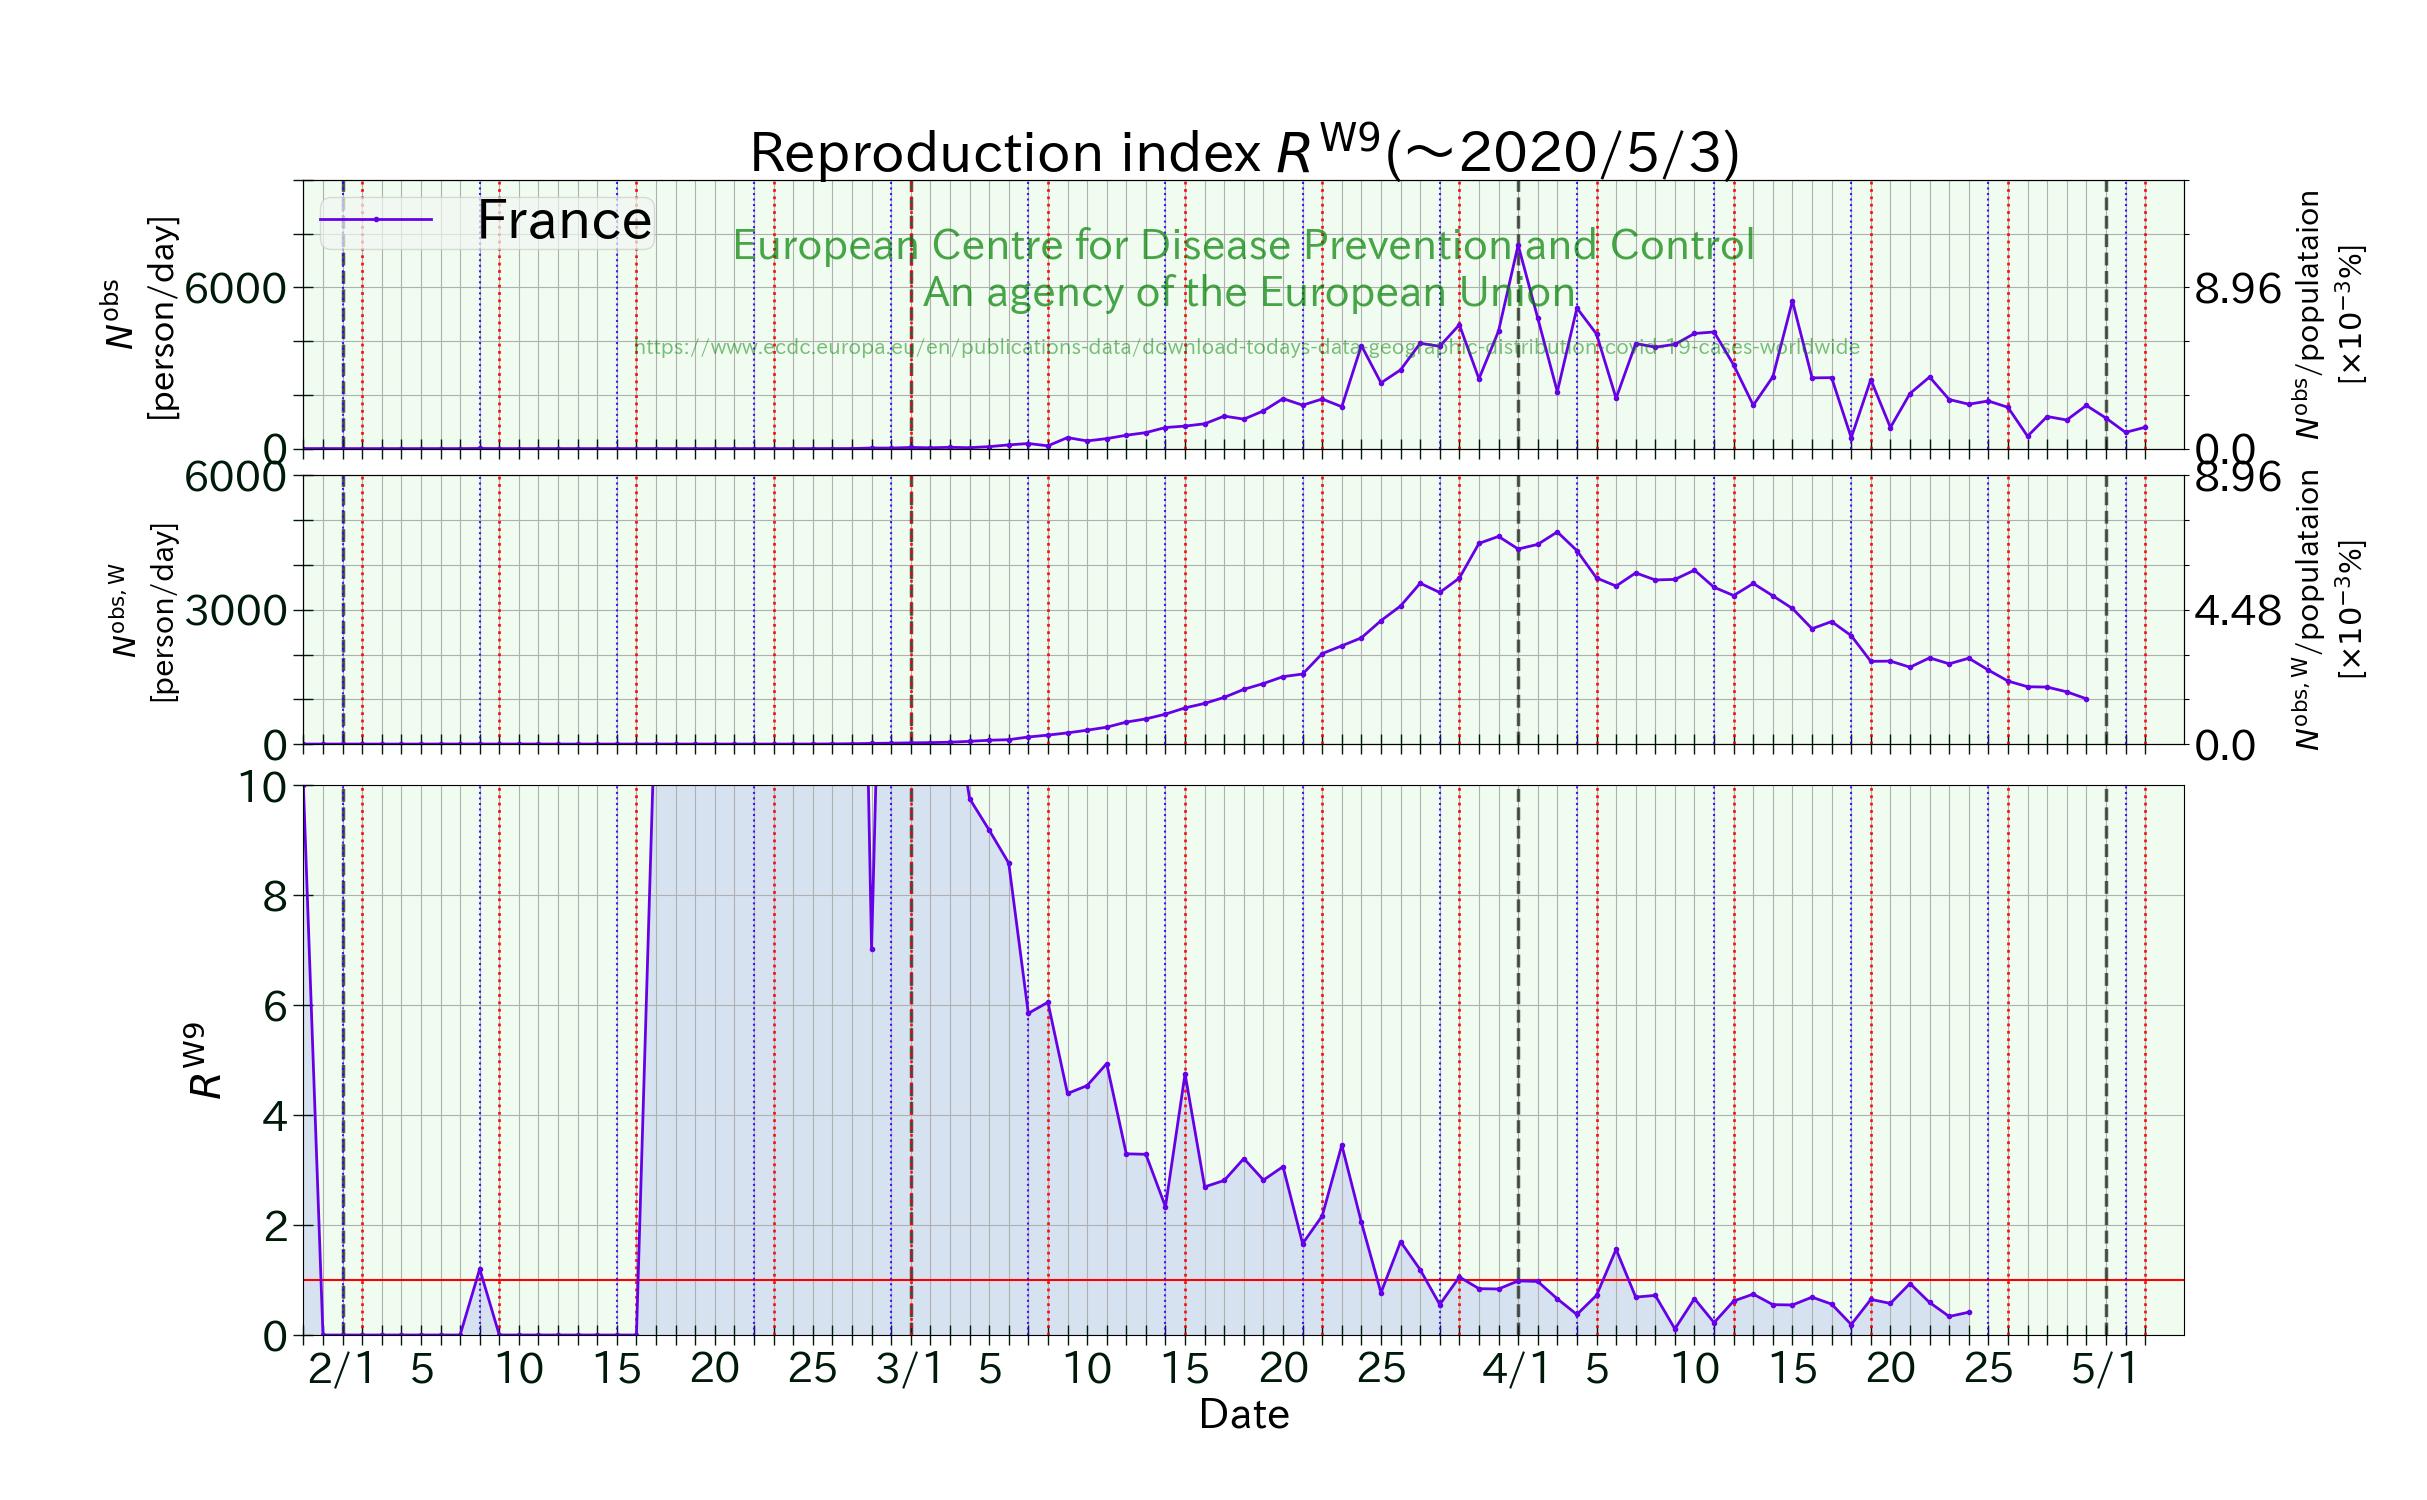 Reproduction index R^W9(～2020/5/3)
France
European Centre for Disease Prevention and Control
An agency of the European Union
https://www.ecdc.europa.eu/en/publications-data/download-todays-data-geographic-distribution-covid-19-cases-worldwide
N^obs
[person/day]
6000
0
8.96
0.0
N^obs/populataion
[×10^−3%]
N^obs, W
[person/day]
6000
3000
0
8.96
4.48
0.0
N^obs, W/populataion
[×10^−3%]
R^W9
10
8
6
4
2
0
2/1 5 10 15 20 25 3/1 5 10 15 20 25 4/1 5 10 15 20 25 5/1
Date